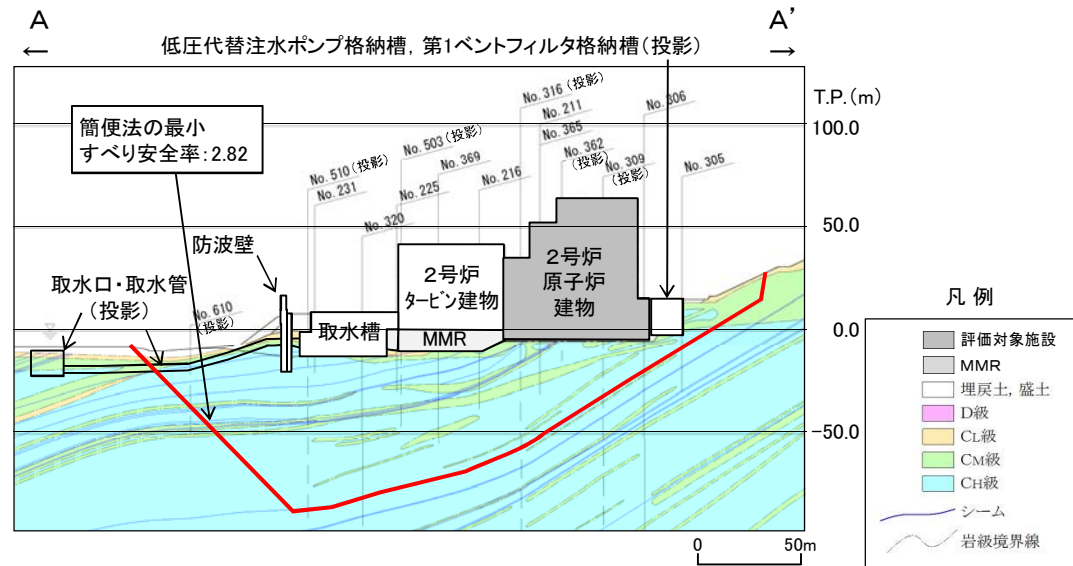 A
A’
←
→
低圧代替注水ポンプ格納槽，第1ベントフィルタ格納槽（投影）
T.P.（m）
100.0
50.0
0.0
−50.0
簡便法の最小
すべり安全率：2.82
No. 316（投影）
No. 211
No. 365
No. 362
（投影）
No. 309
（投影）
No. 306
No. 305
No. 503（投影）
No. 369
No. 510（投影）
No. 231
No. 225
No. 216
No. 320
No. 610
（投影）
防波壁
取水口・取水管
（投影）
取水槽
２号炉
タービン建物
MMR
２号炉
原子炉
建物
凡 例
評価対象施設
MMR
埋戻土，盛土
D級
CL級
CM級
CH級
シーム
岩級境界線
0
50m